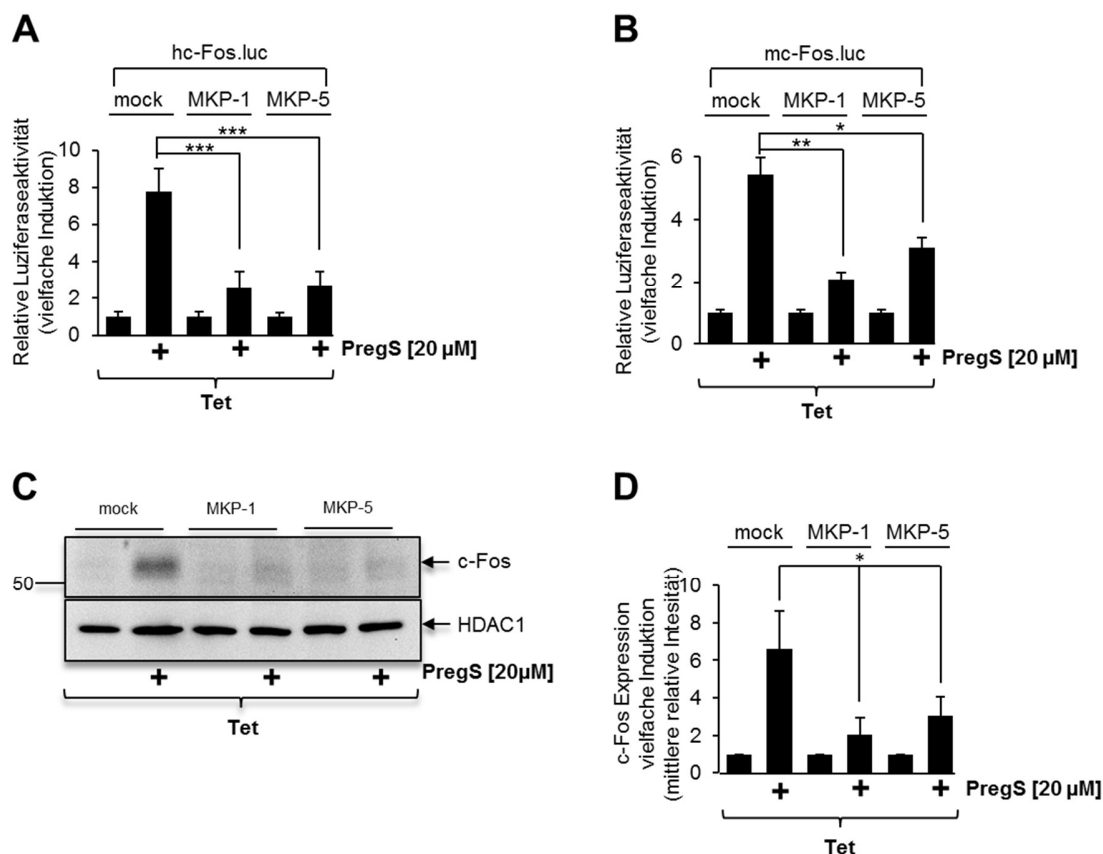 A
hc-Fos.luc
mock MKP-1 MKP-5
***
***
Relative Luziferaseaktivität
(vielfache Induktion)
10
8
6
4
2
0
+ + + PregS [20 µM]
Tet
B
mc-Fos.luc
mock MKP-1 MKP-5
*
**
Relative Luziferaseaktivität
(vielfache Induktion)
6
4
2
0
+ + + PregS [20 µM]
Tet
C
mock MKP-1 MKP-5
c-Fos
50
HDAC1
+ + + PregS [20µM]
Tet
D
mock MKP-1 MKP-5
*
c-Fos Expression
vielfache Induktion
(mittlere relative Intesität)
10
8
6
4
2
0
+ + + PregS [20 µM]
Tet